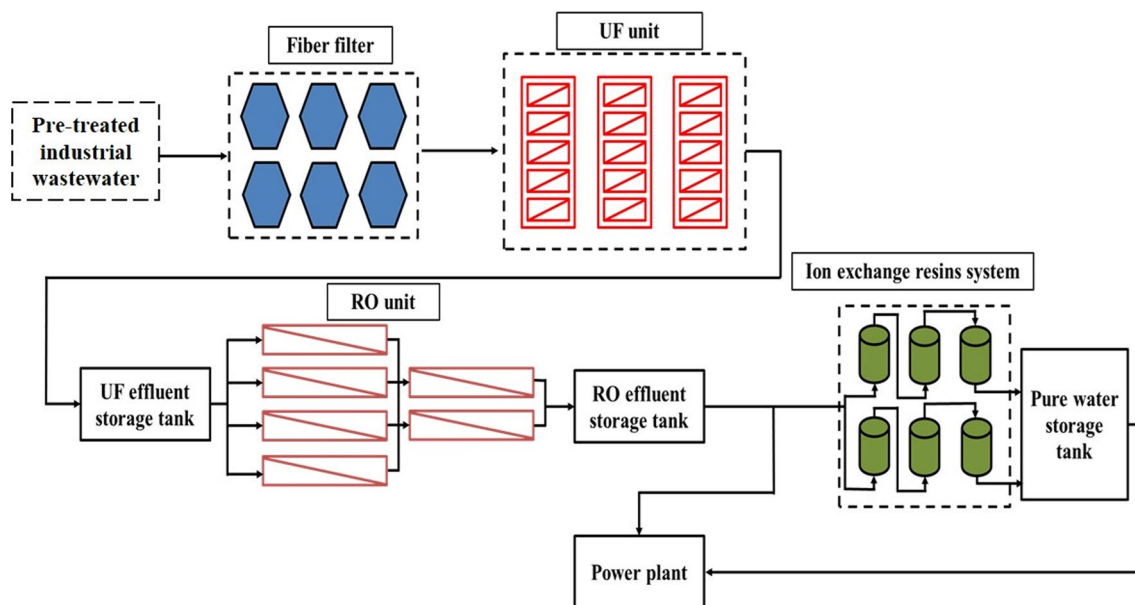 Fiber filter
UF unit
Pre-treated
industrial
wastewater
Ion exchange resins system
RO unit
UF effluent
storage tank
RO effluent
storage tank
Pure water
storage
tank
Power plant